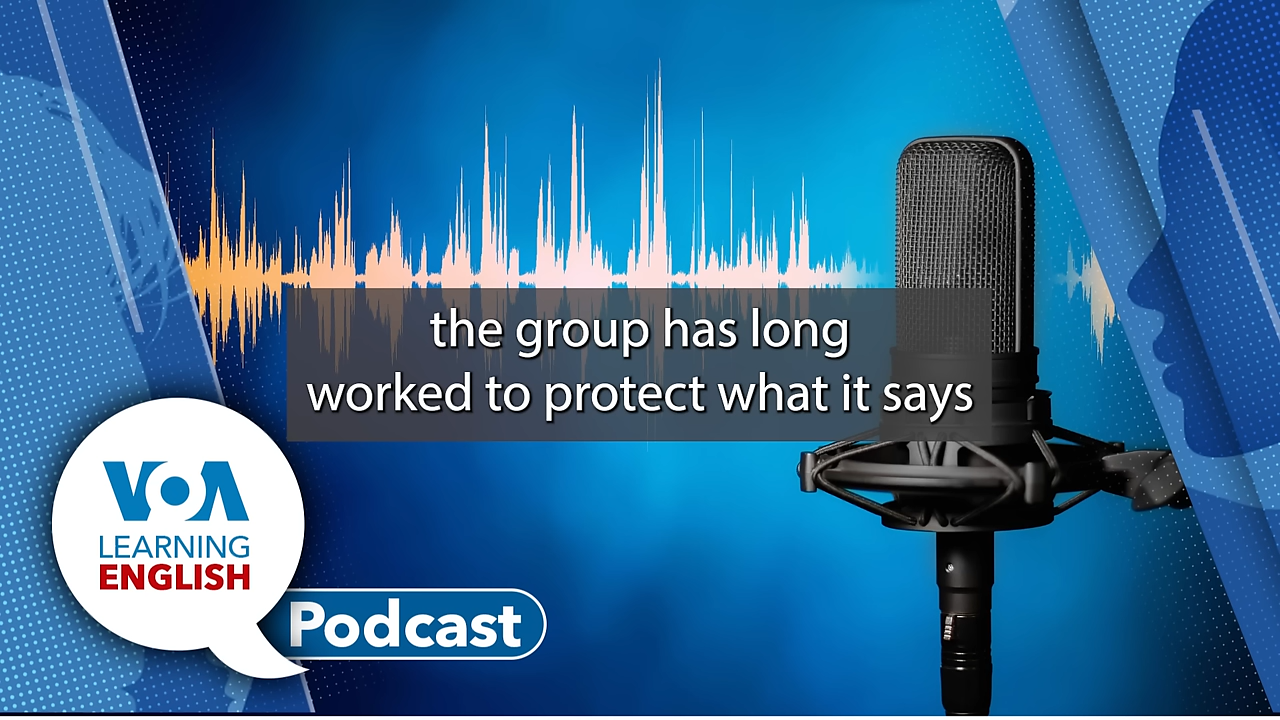 the group has long
worked to protect what it says
VOA
LEARNING
ENGLISH
Podcast